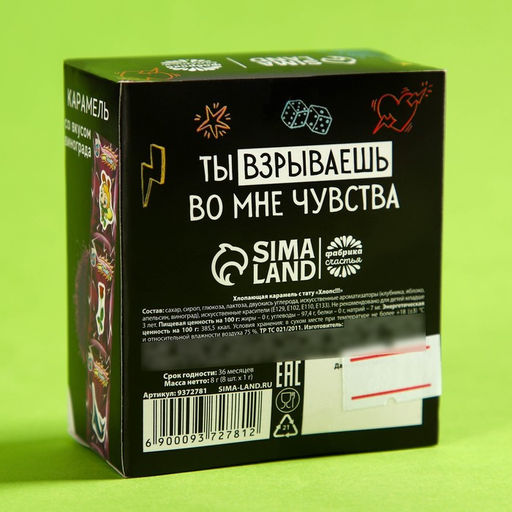 SIMA LAND
КАРАМЕЛЬ
со вкусом
винограда
ТЫ ВЗРЫВАЕШЬ
ВО МНЕ ЧУВСТВА
SIMA
LAND
фабрика
счастья
Хлопающая карамель с тату «Хлопс!!!»
Состав: сахар, сироп, глюкоза, лактоза, двуокись углерода, искусственные ароматизаторы (клубника, яблоко,
апельсин, виноград), искусственные красители (E129, E102, E110, E133). Не рекомендовано для детей младше
3 лет. Пищевая ценность на 100 г: жиры – 0 г, углеводы – 97,4 г, белки – 0 г, натрий – 7 мг. Энергетическая
ценность на 100 г: 385,5 ккал. Условия хранения: в сухом месте при температуре не более +18 (±3) °C
и относительной влажности воздуха 75 %. ТР ТС 021/2011. Изготовитель:
Срок годности: 36 месяцев
Масса нетто: 8 г (8 шт. x 1 г)
Артикул: 9372781 SIMA-LAND.RU
EAC
21
6 900093 727812